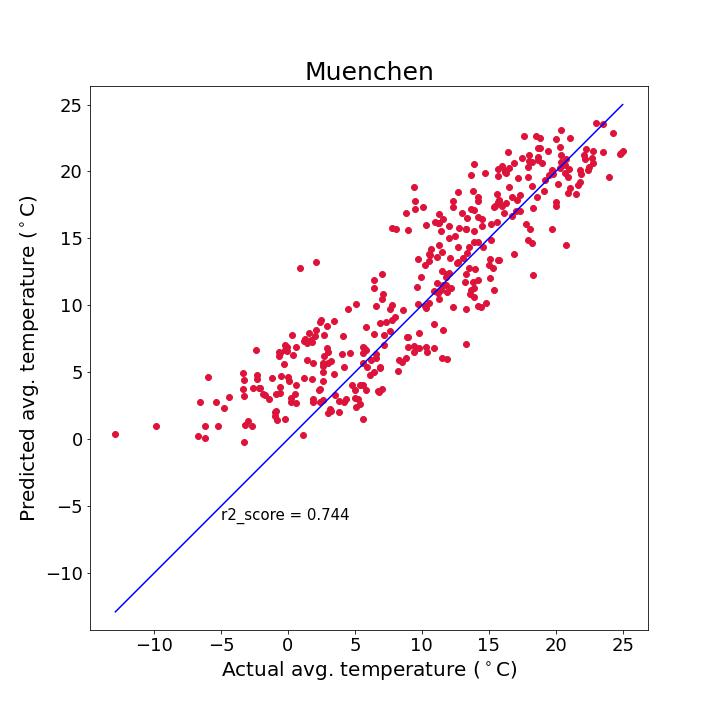 Muenchen
Predicted avg. temperature (°C)
25
20
15
10
5
0
−5
−10
r2_score = 0.744
−10 −5 0 5 10 15 20 25
Actual avg. temperature (°C)